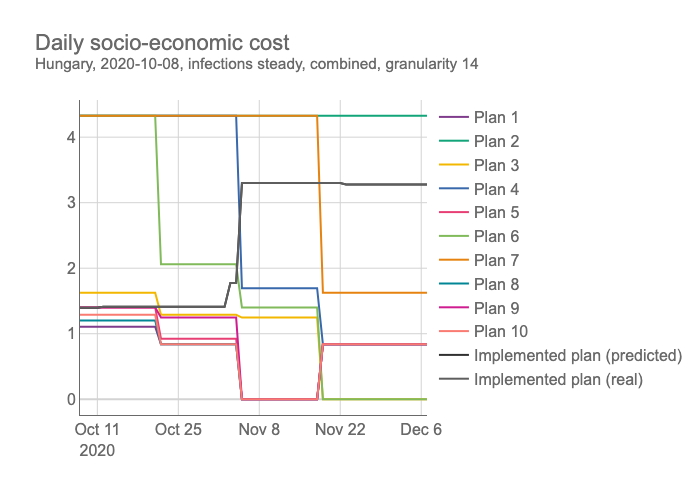 Daily socio-economic cost
Hungary, 2020-10-08, infections steady, combined, granularity 14
4
3
2
1
0
Oct 11
2020
Oct 25
Nov 8
Nov 22
Dec 6
Plan 1
Plan 2
Plan 3
Plan 4
Plan 5
Plan 6
Plan 7
Plan 8
Plan 9
Plan 10
Implemented plan (predicted)
Implemented plan (real)